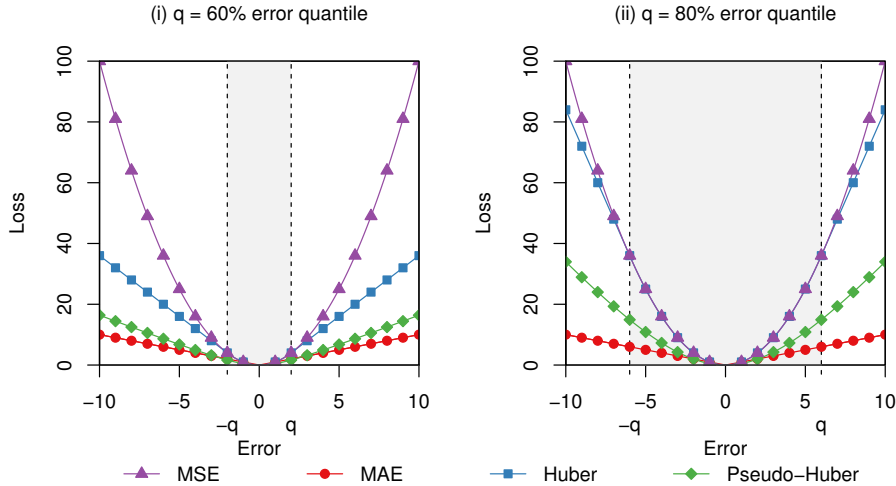 (i) q = 60% error quantile
(ii) q = 80% error quantile
Loss
100
80
60
40
20
0
−10
−5
0
5
10
−q
q
Error
Loss
100
80
60
40
20
0
−10
−5
0
5
10
−q
q
Error
MSE
MAE
Huber
Pseudo−Huber